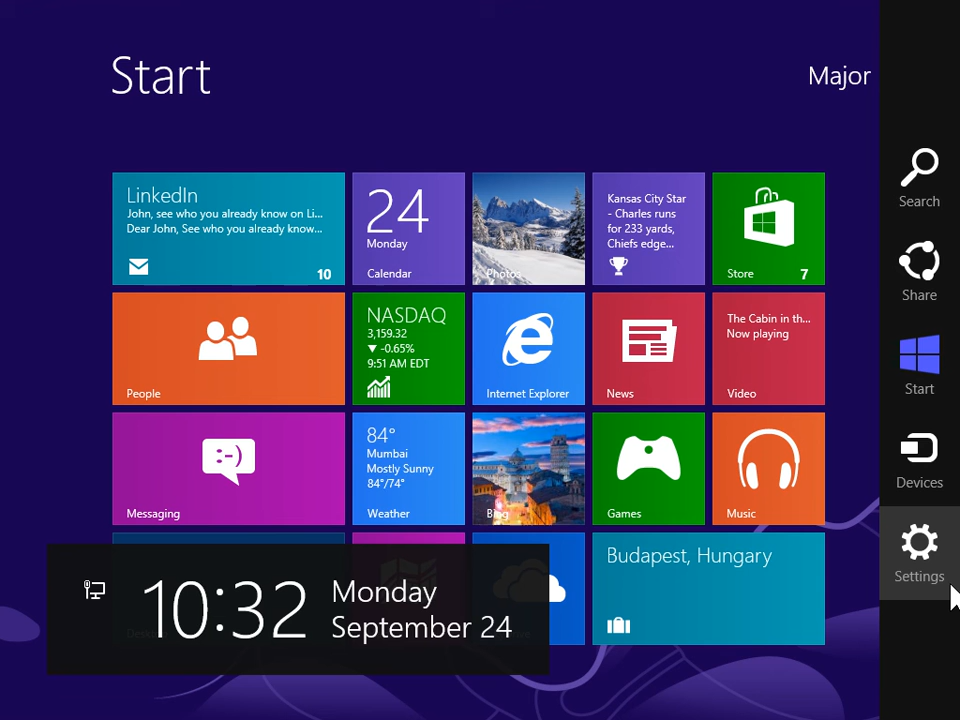 Start
Major
LinkedIn
John, see who you already know on Li...
Dear John, See who you already know...
10
24
Monday
Calendar
Photos
Kansas City Star
- Charles runs
for 233 yards,
Chiefs edge...
Store
7
People
NASDAQ
3,159.32
▼ -0.65%
9:51 AM EDT
Internet Explorer
News
The Cabin in th...
Now playing
Video
:-)
Messaging
84°
Mumbai
Mostly Sunny
84°/74°
Weather
Bing
Games
Music
Budapest, Hungary
10:32
Monday
September 24
Search
Share
Start
Devices
Settings